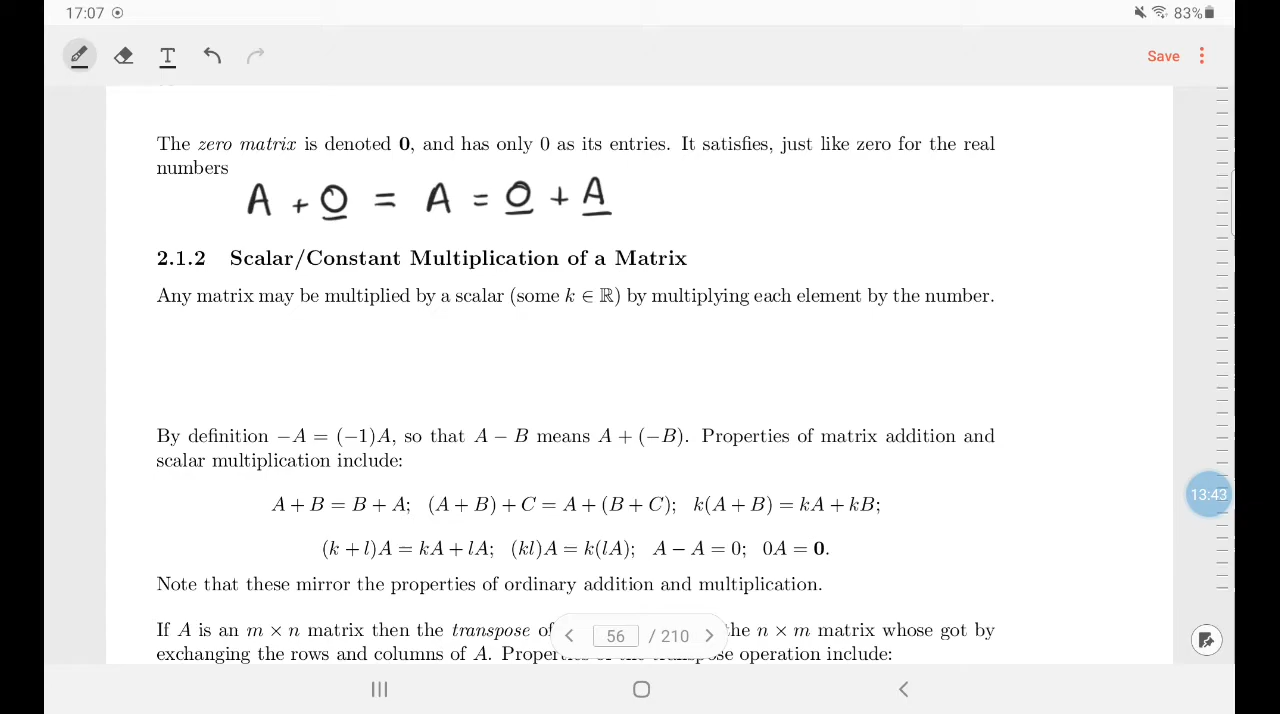 17:07
83%
T
Save
The zero matrix is denoted 0, and has only 0 as its entries. It satisfies, just like zero for the real
numbers
A + 0 = A = 0 + A
2.1.2 Scalar/Constant Multiplication of a Matrix
Any matrix may be multiplied by a scalar (some k ∈ ℝ) by multiplying each element by the number.
By definition −A = (−1)A, so that A − B means A + (−B). Properties of matrix addition and
scalar multiplication include:
13:43
A + B = B + A; (A + B) + C = A + (B + C); k(A + B) = kA + kB;
(k + l)A = kA + lA; (kl)A = k(lA); A − A = 0; 0A = 0.
Note that these mirror the properties of ordinary addition and multiplication.
If A is an m × n matrix then the transpose of the n × m matrix whose got by
56 / 210
exchanging the rows and columns of A. Properties of the transpose operation include: